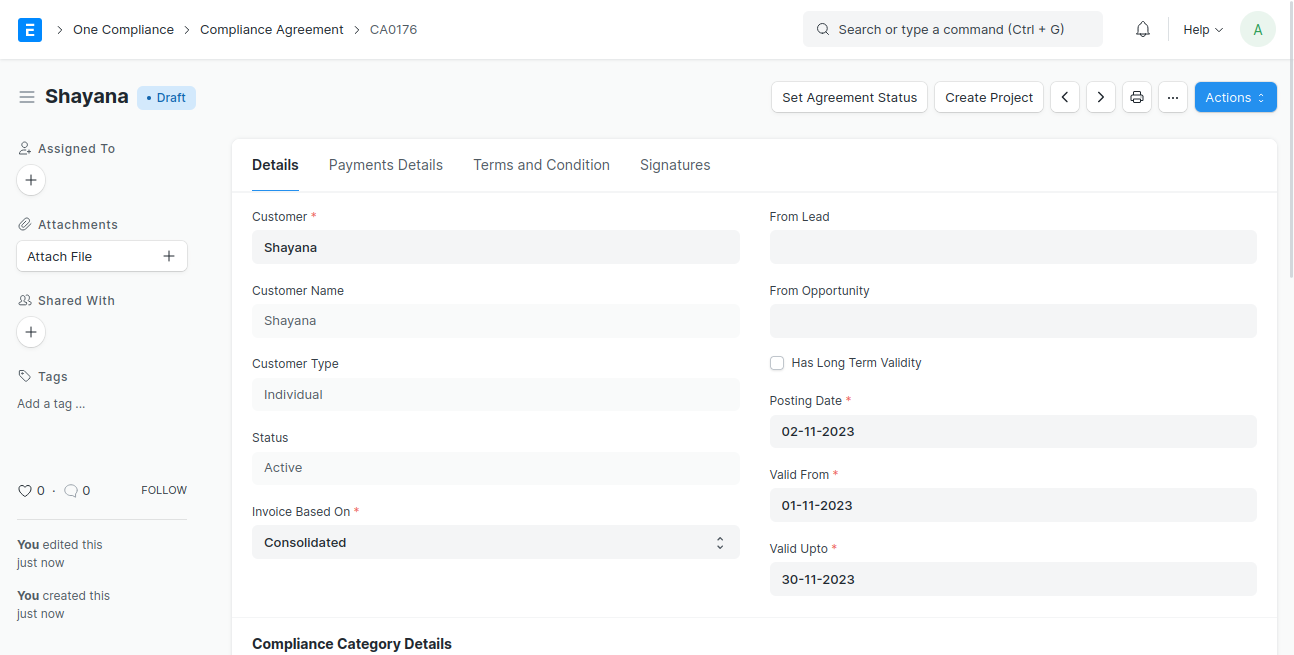 E One Compliance Compliance Agreement CA0176 Search or type a command (Ctrl + G) Help A
Shayana Draft Set Agreement Status Create Project Actions
Assigned To
Attachments
Attach File
Shared With
Tags
Add a tag ...
0 · 0 FOLLOW
You edited this
just now
You created this
just now
Details Payments Details Terms and Condition Signatures
Customer *
Shayana
Customer Name
Shayana
Customer Type
Individual
Status
Active
Invoice Based On *
Consolidated
From Lead
From Opportunity
Has Long Term Validity
Posting Date *
02-11-2023
Valid From *
01-11-2023
Valid Upto *
30-11-2023
Compliance Category Details